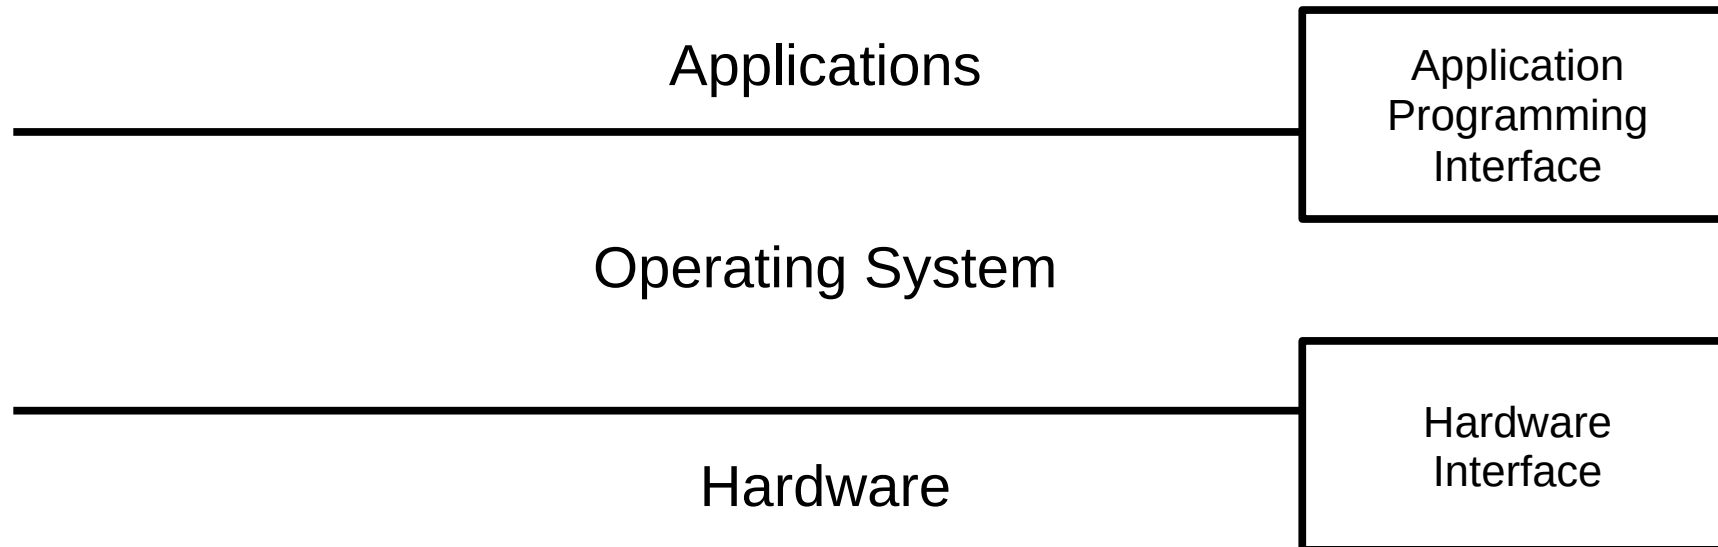 Applications
Application
Programming
Interface
Operating System
Hardware
Interface
Hardware